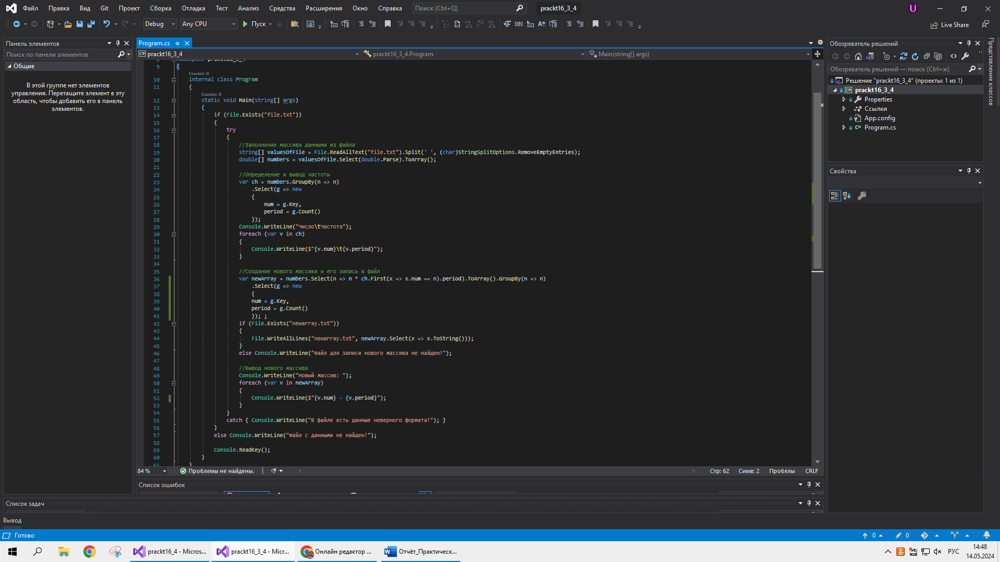 Файл Правка Вид Git Проект Сборка Отладка Тест Анализ Средства Расширения Окно Справка Поиск (Ctrl+Q) prackt16_3_4 U
Debug Any CPU Пуск Live Share
Панель элементов
Поиск по панели элементов
Общие
В этой группе нет элементов
управления. Перетащите элемент в эту
область, чтобы добавить его в панель
элементов.
Program.cs
prackt16_3_4 prackt16_3_4.Program Main(string[] args)
9 {
Ссылок: 0
10 internal class Program
11 {
Ссылок: 0
12 static void Main(string[] args)
13 {
14 if (File.Exists("file.txt"))
15 {
16 try
17 {
18 //Заполнение массива данными из файла
19 string[] valuesOfFile = File.ReadAllText("file.txt").Split(' ', (char)StringSplitOptions.RemoveEmptyEntries);
20 double[] numbers = valuesOfFile.Select(double.Parse).ToArray();
21
22 //Определение и вывод частоты
23 var ch = numbers.GroupBy(n => n)
24 .Select(g => new
25 {
26 num = g.Key,
27 period = g.Count()
28 });
29 Console.WriteLine("Число\tЧастота");
30 foreach (var v in ch)
31 {
32 Console.WriteLine($"{v.num}\t{v.period}");
33 }
34
35 //Создание нового массива и его запись в файл
36 var newArray = numbers.Select(n => n * ch.First(x => x.num == n).period).ToArray().GroupBy(n => n)
37 .Select(g => new
38 {
39 num = g.Key,
40 period = g.Count()
41 }); ;
42 if (File.Exists("newarray.txt"))
43 {
44 File.WriteAllLines("newarray.txt", newArray.Select(x => x.ToString()));
45 }
46 else Console.WriteLine("Файл для записи нового массива не найден!");
47
48 //Вывод нового массива
49 Console.WriteLine("Новый массив: ");
50 foreach (var v in newArray)
51 {
52 Console.WriteLine($"{v.num} - {v.period}");
53 }
54 }
55 catch { Console.WriteLine("В файле есть данные неверного формата!"); }
56 }
57 else Console.WriteLine("Файл с данными не найден!");
58
59 Console.ReadKey();
60 }
61 }
84 % Проблемы не найдены. Стр: 62 Симв: 2 Пробелы CRLF
Список ошибок
Список задач
Вывод
Обозреватель решений
Обозреватель решений — поиск (Ctrl+ж)
Решение "prackt16_3_4" (проекты: 1 из 1)
prackt16_3_4
Properties
Ссылки
App.config
Program.cs
Свойства
Представление классов
Готово 0 0
prackt16_4 - Micros... prackt16_3_4 - Micr... Онлайн редактор ... Отчёт_Практическ... РУС
14:48
14.05.2024